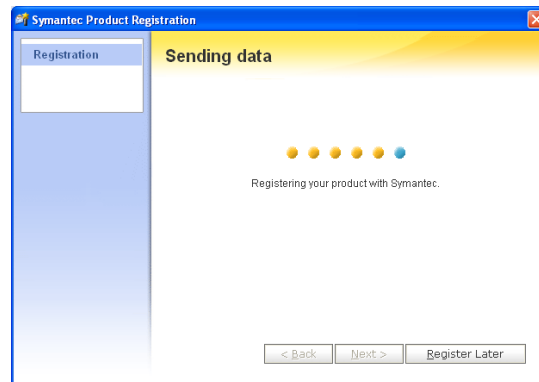 Symantec Product Registration
Registration
Sending data
Registering your product with Symantec.
< Back
Next >
Register Later